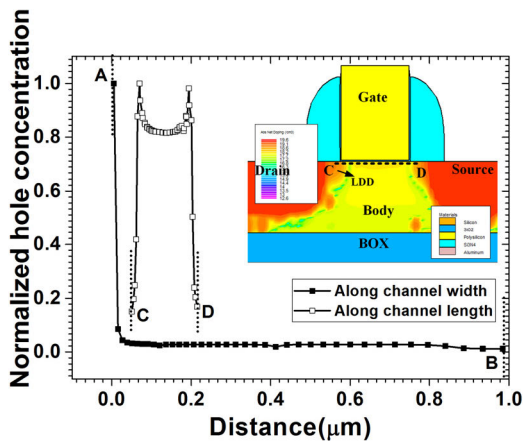 Normalized hole concentration
1.0
0.8
0.6
0.4
0.2
0.0
A
B
C
D
Gate
Drain
C
D
Source
LDD
Body
BOX
Materials
Silicon
SiO2
Polysilicon
Si3N4
Aluminum
Along channel width
Along channel length
0.0 0.2 0.4 0.6 0.8 1.0
Distance(μm)